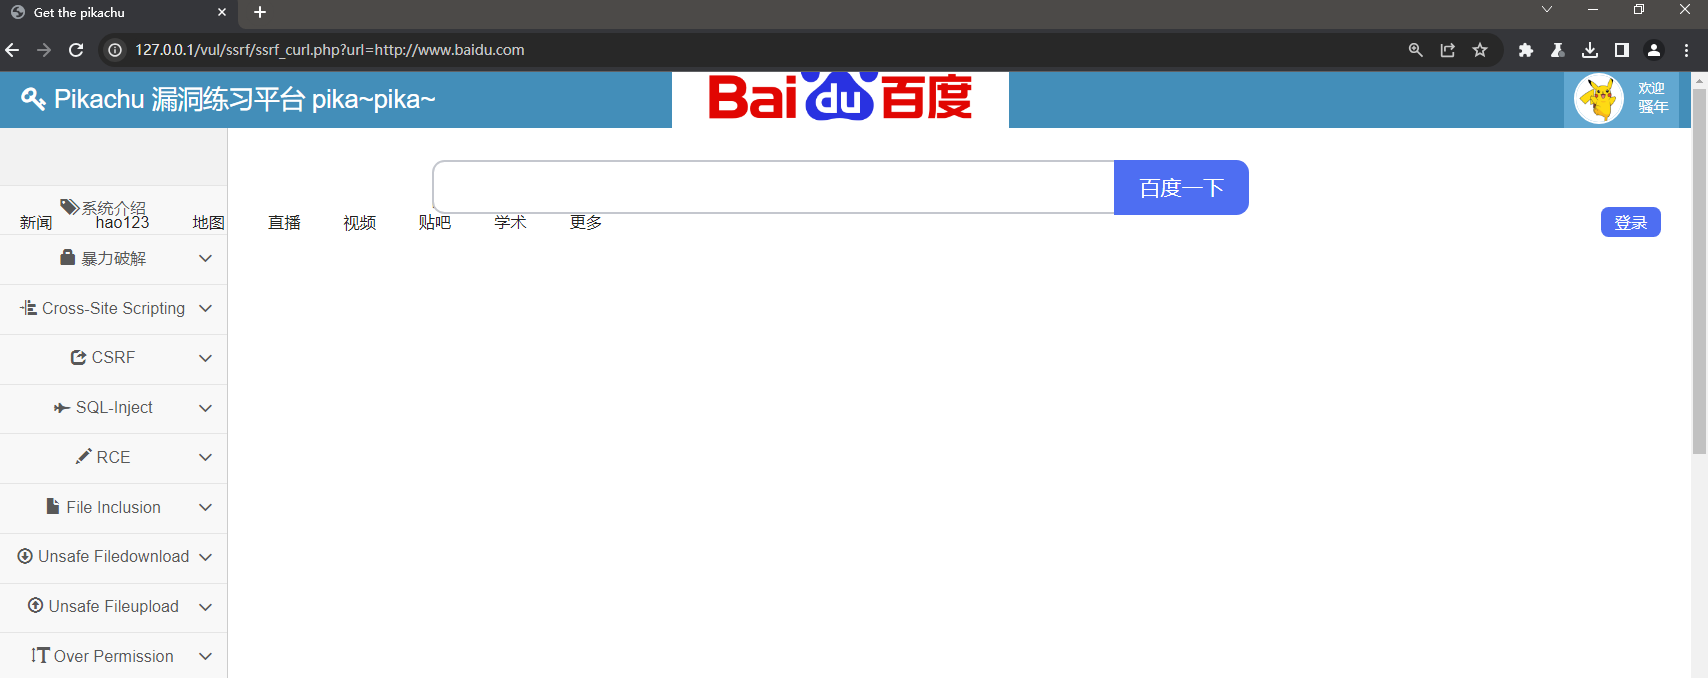 Get the pikachu
127.0.0.1/vul/ssrf/ssrf_curl.php?url=http://www.baidu.com
Pikachu 漏洞练习平台 pika~pika~
Bai du 百度
欢迎
骚年
百度一下
系统介绍
新闻 hao123 地图 直播 视频 贴吧 学术 更多 登录
暴力破解
Cross-Site Scripting
CSRF
SQL-Inject
RCE
File Inclusion
Unsafe Filedownload
Unsafe Fileupload
Over Permission